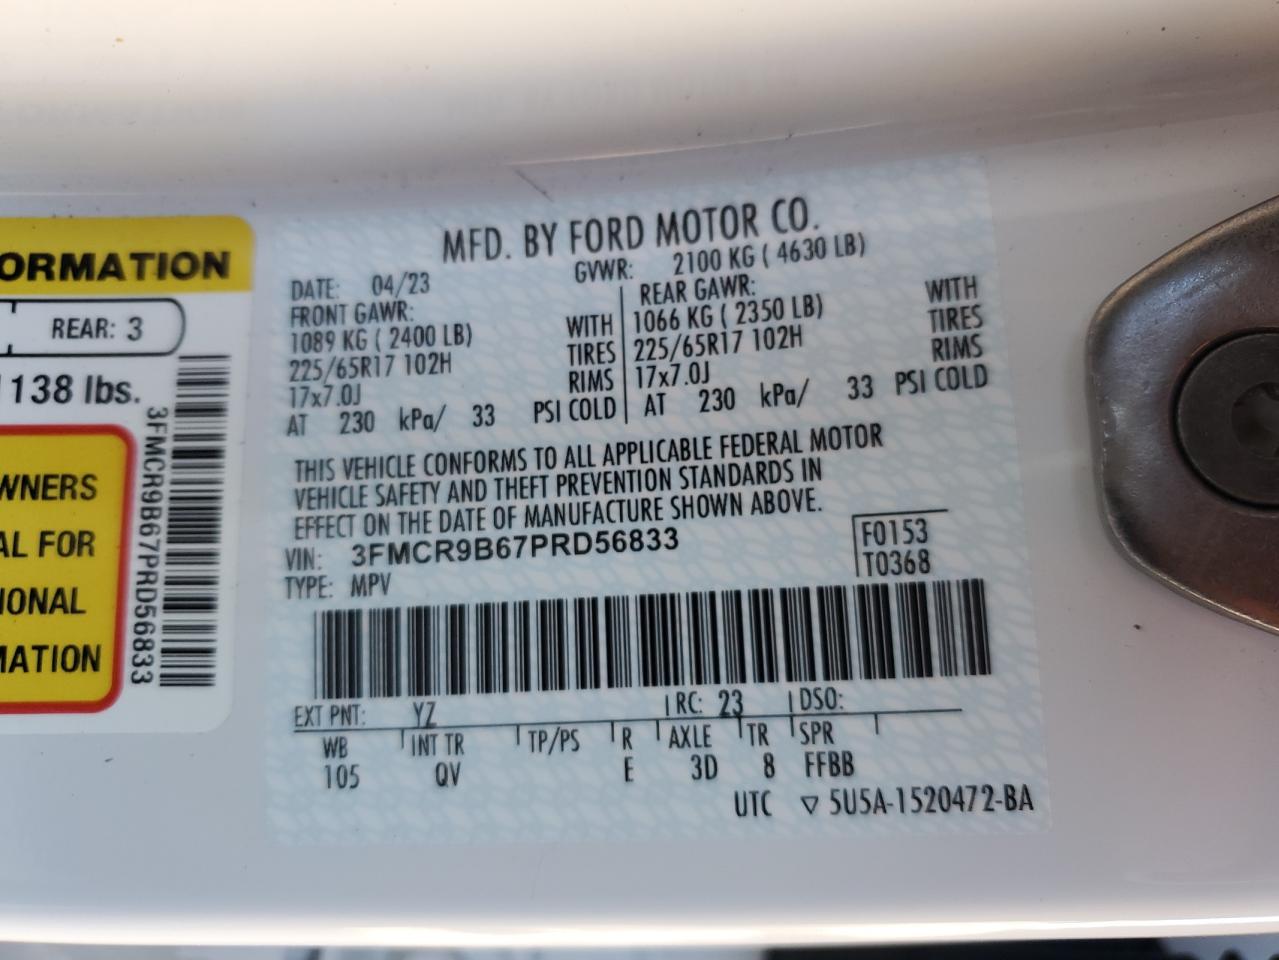 ORMATION
REAR: 3
1138 lbs.
WNERS
AL FOR
IONAL
MATION
3FMCR9B67PRD56833
MFD. BY FORD MOTOR CO.
DATE: 04/23 GVWR: 2100 KG ( 4630 LB)
FRONT GAWR: REAR GAWR:
1089 KG ( 2400 LB) WITH 1066 KG ( 2350 LB) WITH
225/65R17 102H TIRES 225/65R17 102H TIRES
17x7.0J RIMS 17x7.0J RIMS
AT 230 kPa/ 33 PSI COLD AT 230 kPa/ 33 PSI COLD
THIS VEHICLE CONFORMS TO ALL APPLICABLE FEDERAL MOTOR
VEHICLE SAFETY AND THEFT PREVENTION STANDARDS IN
EFFECT ON THE DATE OF MANUFACTURE SHOWN ABOVE.
VIN: 3FMCR9B67PRD56833 F0153
TYPE: MPV T0368
EXT PNT: YZ RC: 23 DSO:
WB INT TR TP/PS R AXLE TR SPR
105 QV E 3D 8 FFBB
UTC ▽ 5U5A-1520472-BA